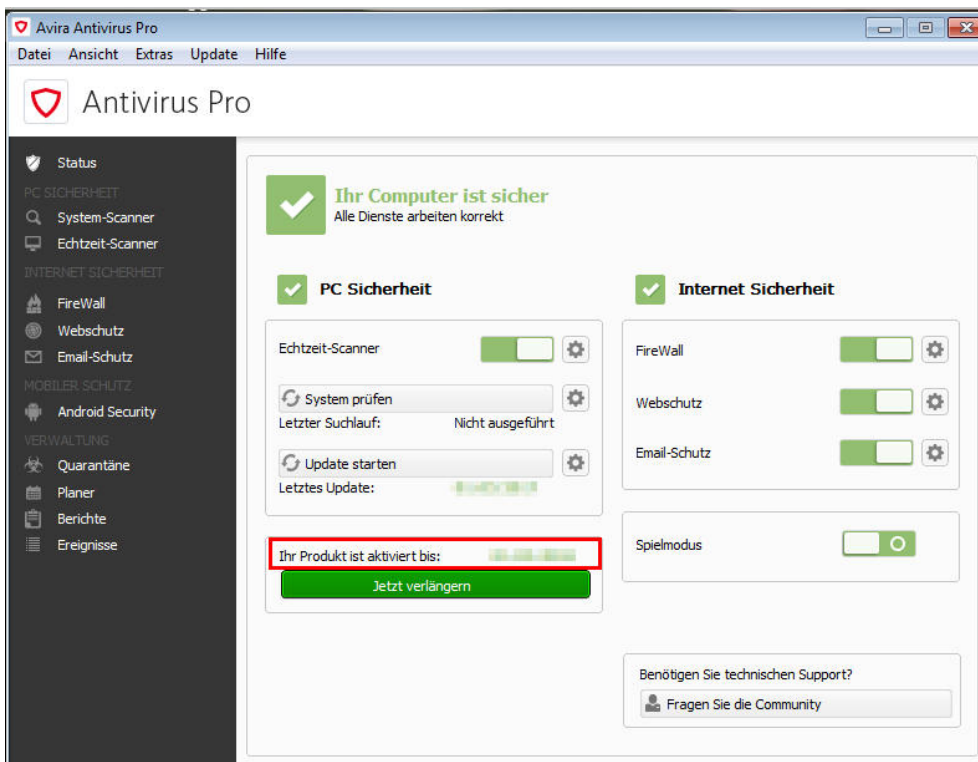 Avira Antivirus Pro
Datei Ansicht Extras Update Hilfe
Antivirus Pro
Status
PC SICHERHEIT
System-Scanner
Echtzeit-Scanner
INTERNET SICHERHEIT
FireWall
Webschutz
Email-Schutz
MOBILER SCHUTZ
Android Security
VERWALTUNG
Quarantäne
Planer
Berichte
Ereignisse
Ihr Computer ist sicher
Alle Dienste arbeiten korrekt
PC Sicherheit
Echtzeit-Scanner
System prüfen
Letzter Suchlauf: Nicht ausgeführt
Update starten
Letztes Update:
Ihr Produkt ist aktiviert bis:
Jetzt verlängern
Internet Sicherheit
FireWall
Webschutz
Email-Schutz
Spielmodus
Benötigen Sie technischen Support?
Fragen Sie die Community